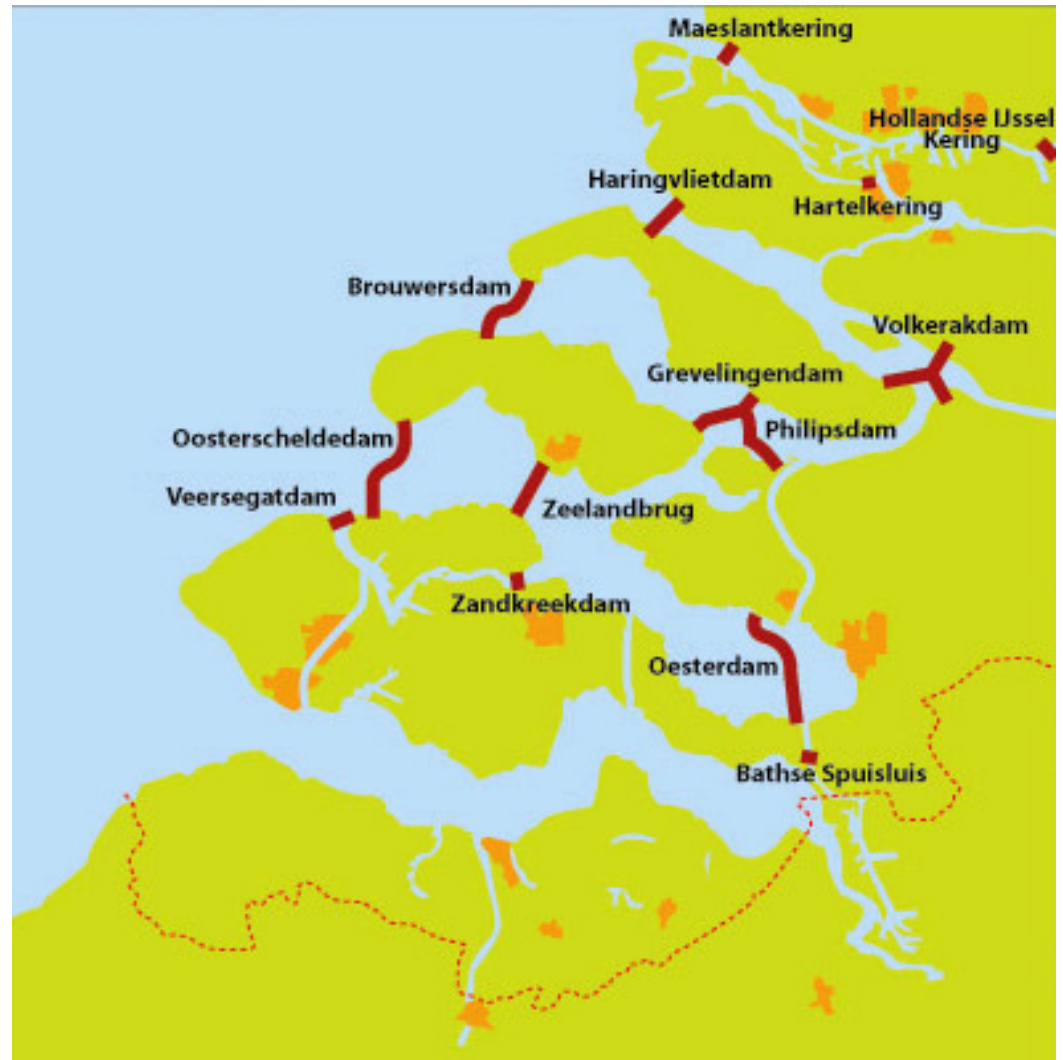 Maeslantkering
Hollandse IJssel
Kering
Haringvlietdam
Hartelkering
Brouwersdam
Volkerakdam
Grevelingendam
Philipsdam
Oosterscheldedam
Veersegatdam
Zeelandbrug
Zandkreekdam
Oesterdam
Bathse Spuisluis